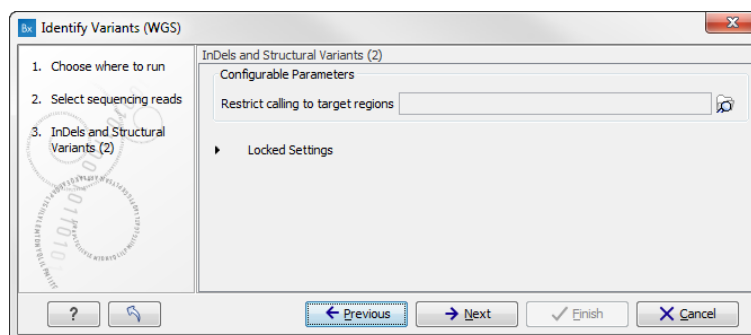 Bx Identify Variants (WGS)
X
1. Choose where to run
2. Select sequencing reads
3. InDels and Structural
Variants (2)
InDels and Structural Variants (2)
Configurable Parameters
Restrict calling to target regions
Locked Settings
?
Previous
Next
Finish
Cancel